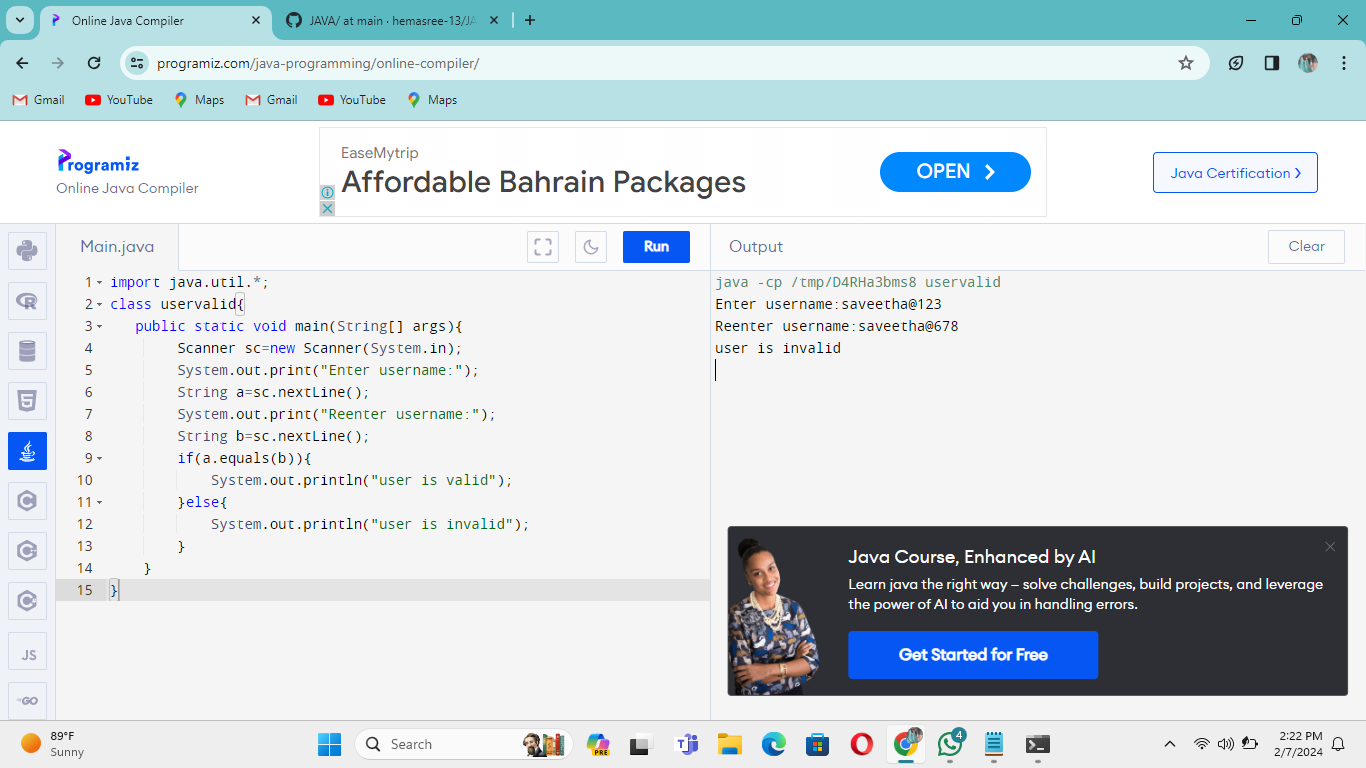 Online Java Compiler
JAVA/ at main · hemasree-13/JA
programiz.com/java-programming/online-compiler/
Gmail
YouTube
Maps
Gmail
YouTube
Maps
Programiz
Online Java Compiler
EaseMytrip
Affordable Bahrain Packages
OPEN
Java Certification
Main.java
Run
Output
Clear
1 import java.util.*;
2 class uservalid{
3 public static void main(String[] args){
4 Scanner sc=new Scanner(System.in);
5 System.out.print("Enter username:");
6 String a=sc.nextLine();
7 System.out.print("Reenter username:");
8 String b=sc.nextLine();
9 if(a.equals(b)){
10 System.out.println("user is valid");
11 }else{
12 System.out.println("user is invalid");
13 }
14 }
15 }
java -cp /tmp/D4RHa3bms8 uservalid
Enter username:saveetha@123
Reenter username:saveetha@678
user is invalid
JS
GO
Java Course, Enhanced by AI
Learn java the right way – solve challenges, build projects, and leverage
the power of AI to aid you in handling errors.
Get Started for Free
89°F
Sunny
Search
PRE
4
2:22 PM
2/7/2024